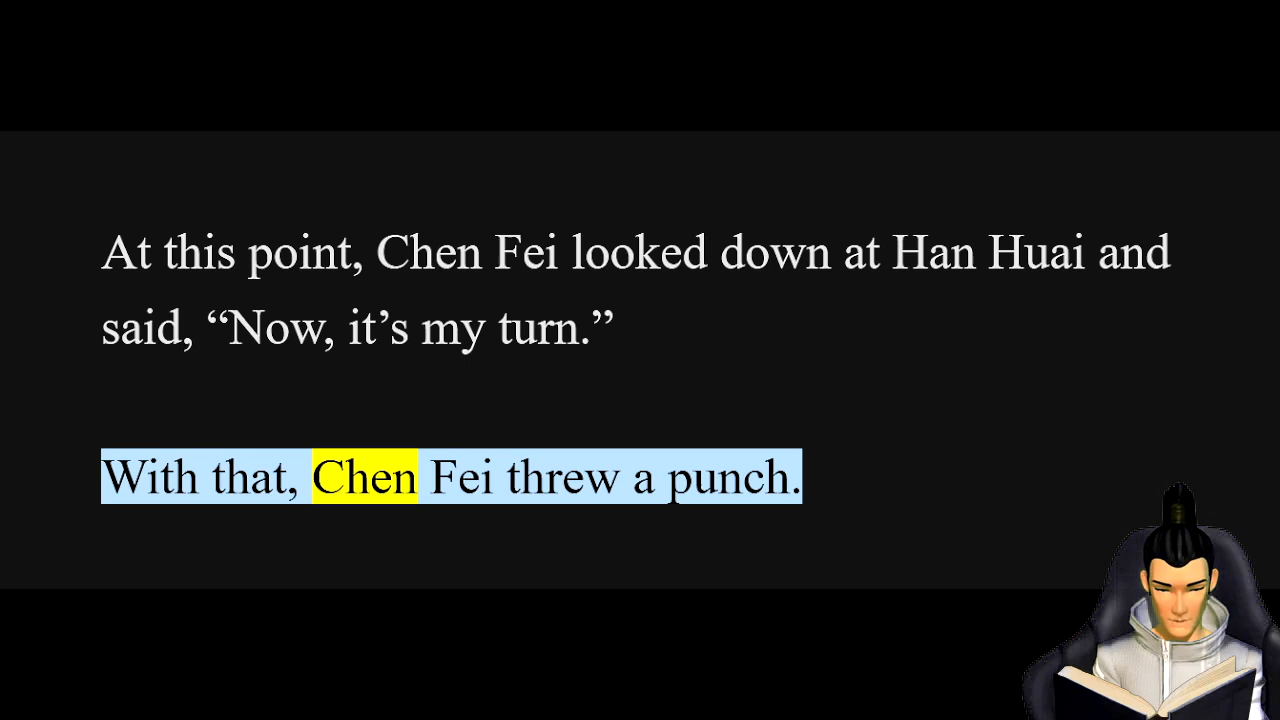 At this point, Chen Fei looked down at Han Huai and
said, “Now, it’s my turn.”
With that, Chen Fei threw a punch.